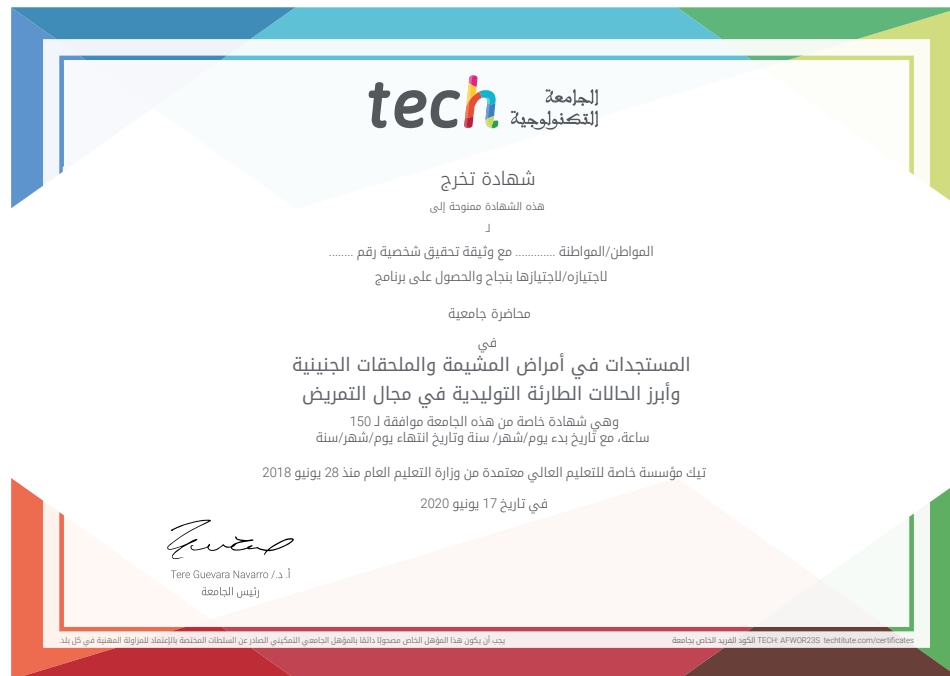 tech الجامعة
التكنولوجية
شهادة تخرج
هذه الشهادة ممنوحة إلى
لـ
المواطن/المواطنة ............ مع وثيقة تحقيق شخصية رقم ........
لاجتيازه/لاجتيازها بنجاح والحصول على برنامج
محاضرة جامعية
في
المستجدات في أمراض المشيمة والملحقات الجنينية
وأبرز الحالات الطارئة التوليدية في مجال التمريض
وهي شهادة خاصة من هذه الجامعة موافقة لـ 150
ساعة، مع تاريخ بدء يوم/شهر/ سنة وتاريخ انتهاء يوم/شهر/سنة
تيك مؤسسة خاصة للتعليم العالي معتمدة من وزارة التعليم العام منذ 28 يونيو 2018
في تاريخ 17 يونيو 2020
أ. د./ Tere Guevara Navarro
رئيس الجامعة
يجب أن يكون هذا المؤهل الخاص مصحوبًا دائمًا بالمؤهل الجامعي التمكيني الصادر عن السلطات المختصة بالإعتماد للمزاولة المهنية في كل بلد.
الكود الفريد الخاص بجامعة TECH: AFWOR23S techtitute.com/certificates